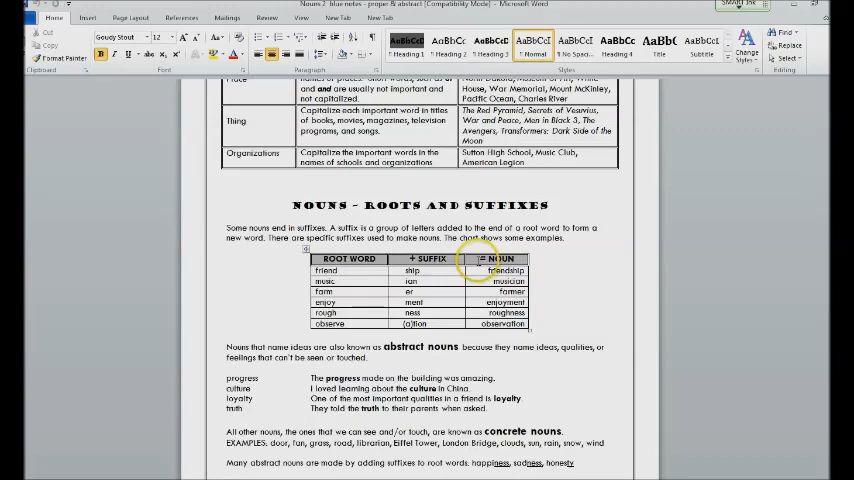 Nouns 2 blue notes - proper & abstract [Compatibility Mode] - Microsoft Word
SMART Ink
Home Insert Page Layout References Mailings Review View New Tab New Tab
Cut
Copy
Format Painter
Clipboard
Goudy Stout 12
Font
Paragraph
AaBbCcI AaBbCc AaBbCc AaBbCcI AaBbCc AaBbCc AaBb( AaBbCc
Heading 1 Heading 2 Heading 3 Normal No Spac... Strong Title Subtitle
Styles
Change
Styles
Find
Replace
Select
Editing
Place
and and are usually not important and
not capitalized.
House, War Memorial, Mount McKinley,
Pacific Ocean, Charles River
Thing
Capitalize each important word in titles
of books, movies, magazines, television
programs, and songs.
The Red Pyramid, Secrets of Vesuvius,
War and Peace, Men in Black 3, The
Avengers, Transformers: Dark Side of the
Moon
Organizations
Capitalize the important words in the
names of schools and organizations
Sutton High School, Music Club,
American Legion
NOUNS - ROOTS AND SUFFIXES
Some nouns end in suffixes. A suffix is a group of letters added to the end of a root word to form a
new word. There are specific suffixes used to make nouns. The chart shows some examples.
ROOT WORD + SUFFIX = NOUN
friend ship friendship
music ian musician
farm er farmer
enjoy ment enjoyment
rough ness roughness
observe (a)tion observation
Nouns that name ideas are also known as abstract nouns because they name ideas, qualities, or
feelings that can't be seen or touched.
progress The progress made on the building was amazing.
culture I loved learning about the culture in China.
loyalty One of the most important qualities in a friend is loyalty.
truth They told the truth to their parents when asked.
All other nouns, the ones that we can see and/or touch, are known as concrete nouns.
EXAMPLES: door, fan, grass, road, librarian, Eiffel Tower, London Bridge, clouds, sun, rain, snow, wind
Many abstract nouns are made by adding suffixes to root words: happiness, sadness, honesty